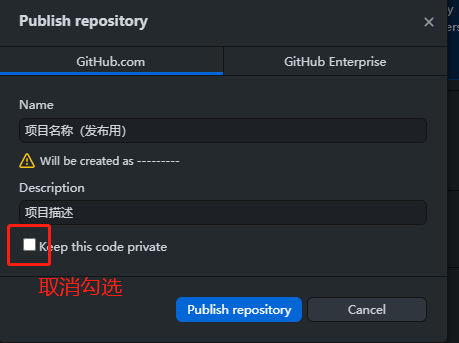 Publish repository
GitHub.com
GitHub Enterprise
Name
项目名称（发布用）
Will be created as ---------
Description
项目描述
Keep this code private
取消勾选
Publish repository
Cancel